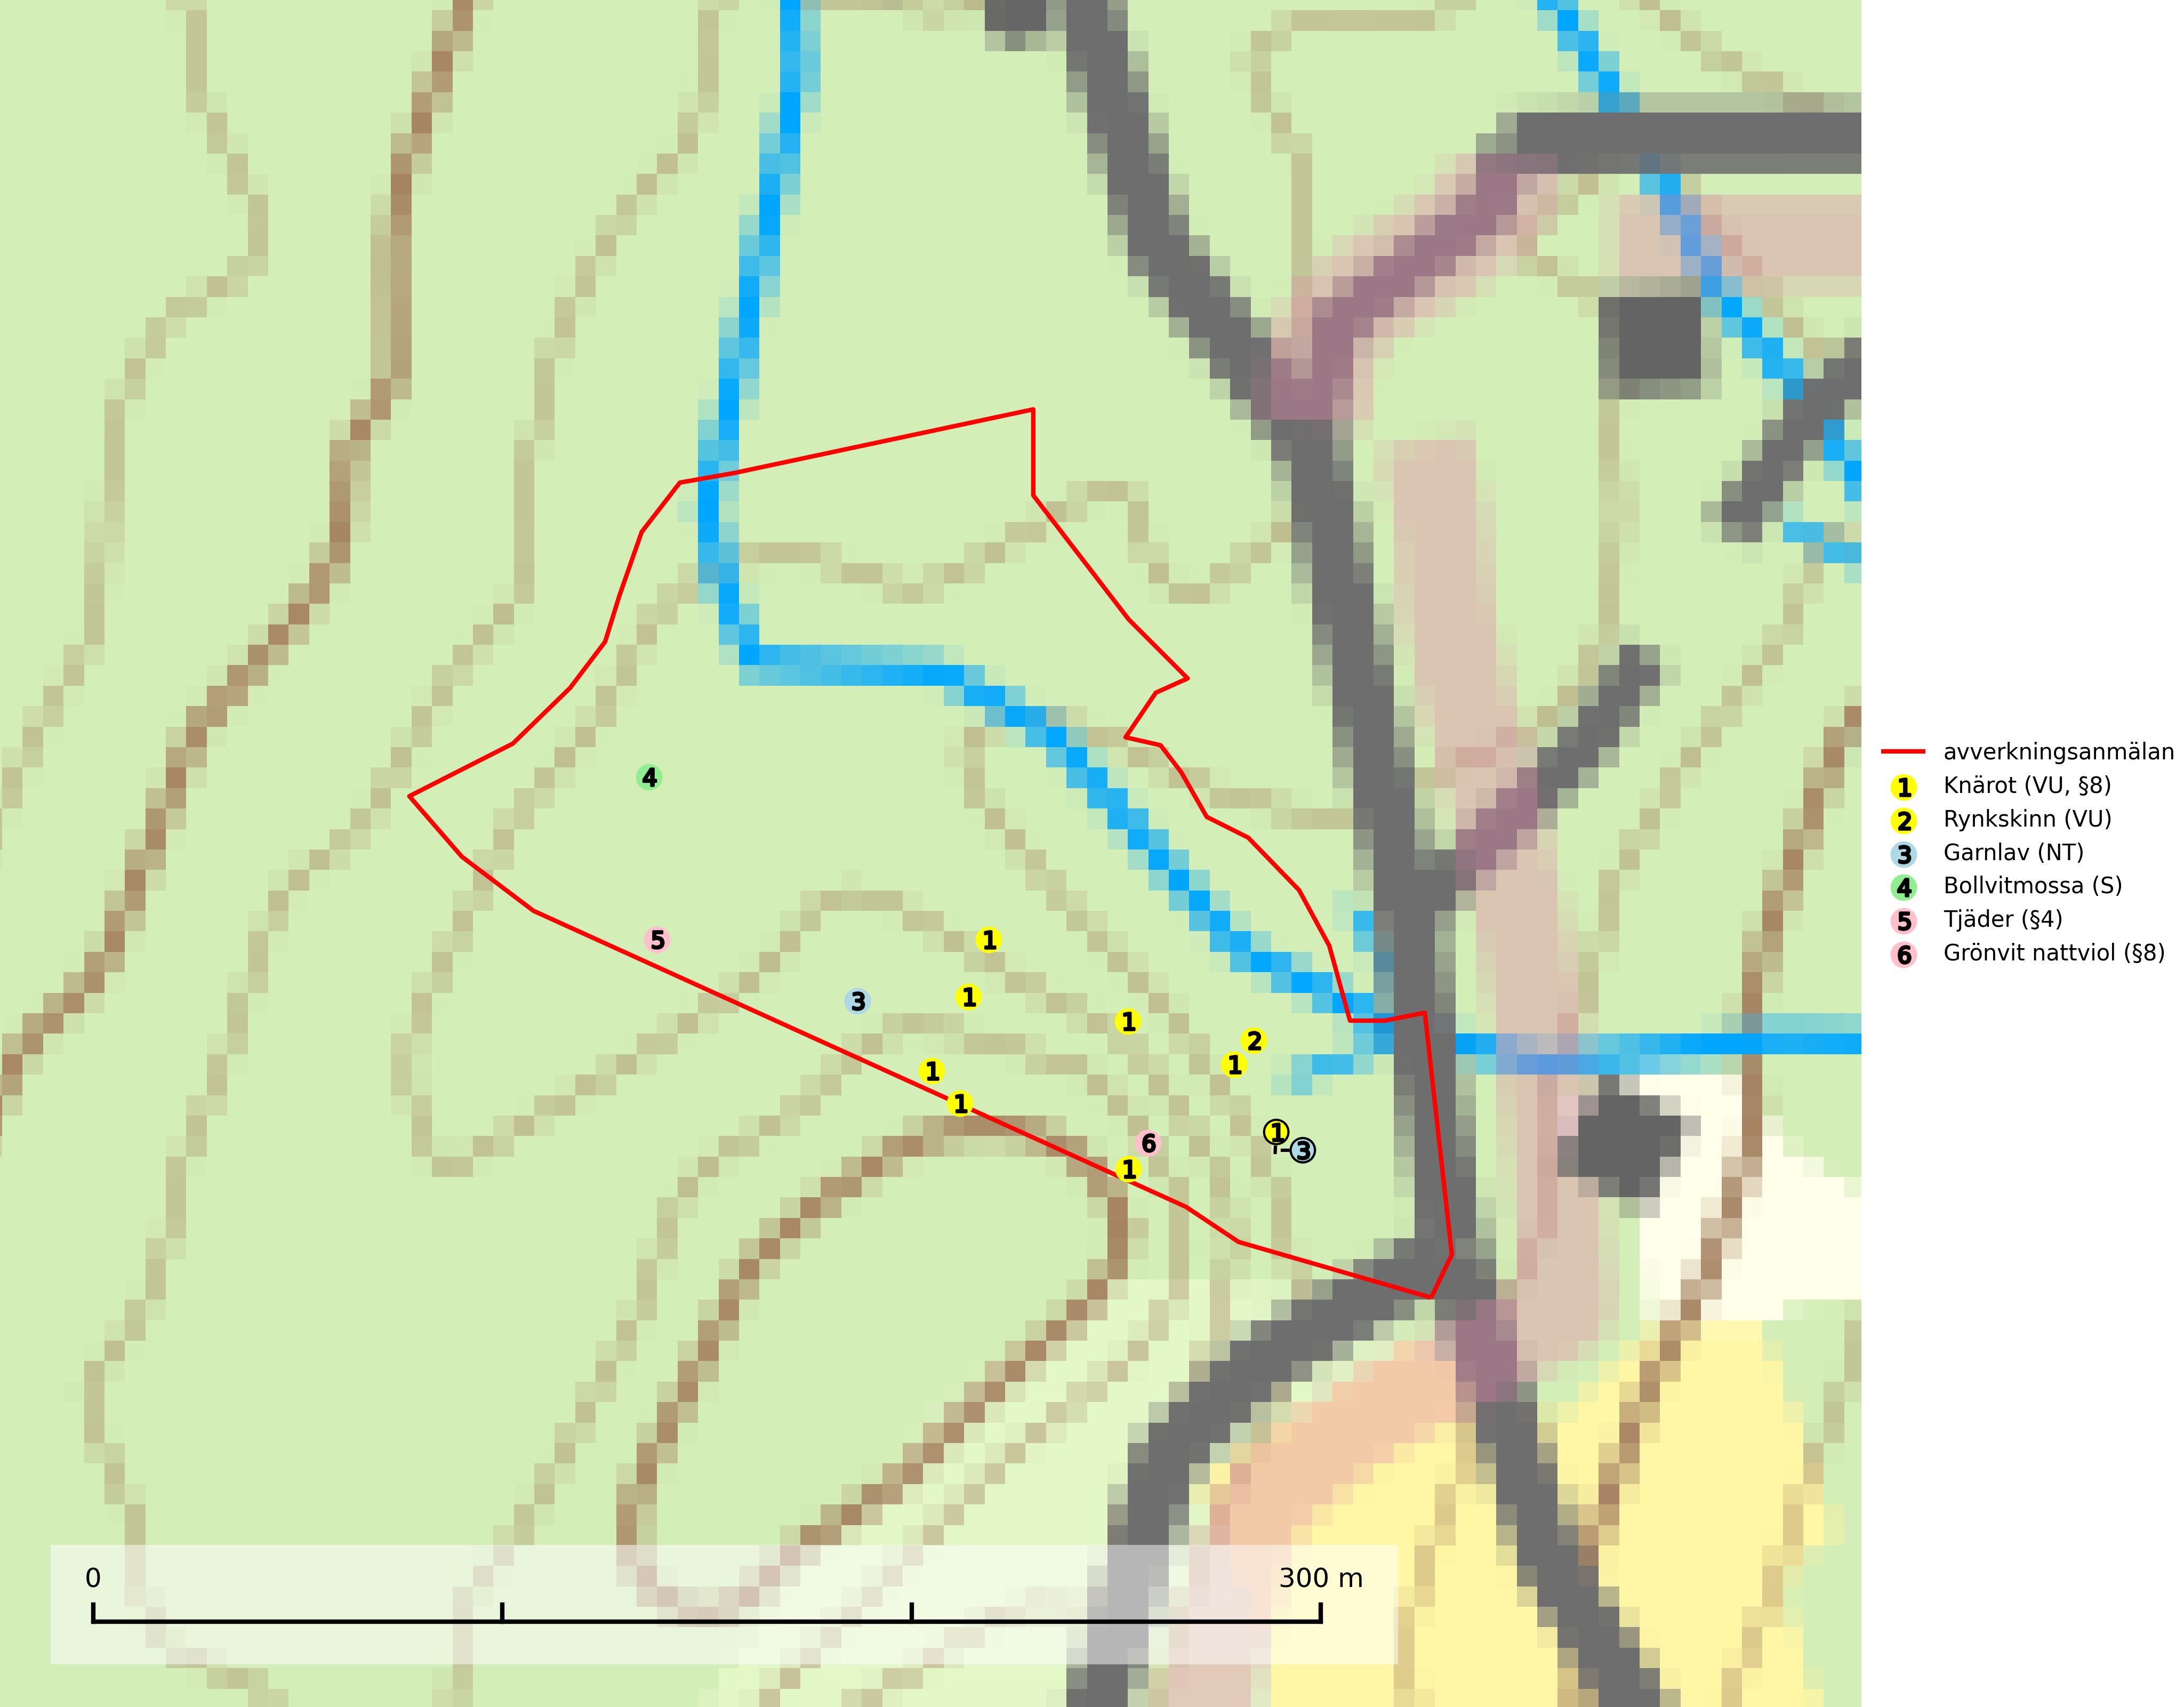 4
5
1
3
1
1
2
1
1
1
1
6
3
1
0
300 m
avverkningsanmälan
1 Knärot (VU, §8)
2 Rynkskinn (VU)
3 Garnlav (NT)
4 Bollvitmossa (S)
5 Tjäder (§4)
6 Grönvit nattviol (§8)